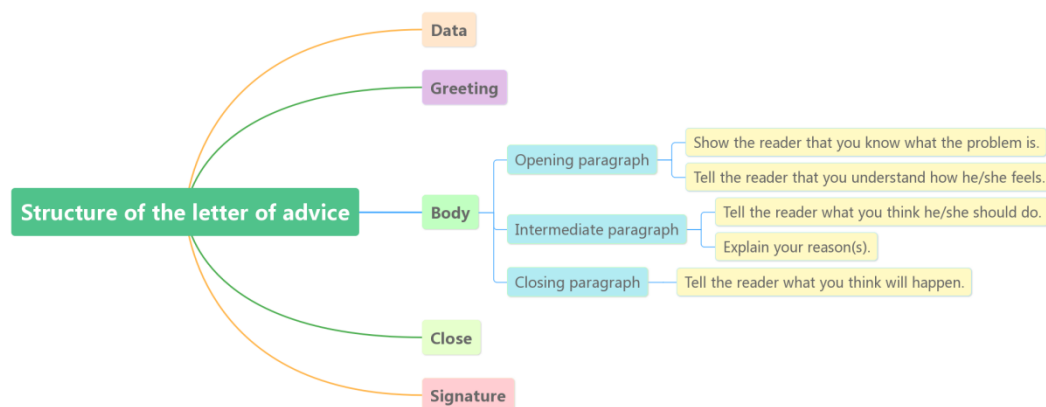 Data
Greeting
Show the reader that you know what the problem is.
Opening paragraph
Tell the reader that you understand how he/she feels.
Structure of the letter of advice
Body
Tell the reader what you think he/she should do.
Intermediate paragraph
Explain your reason(s).
Closing paragraph
Tell the reader what you think will happen.
Close
Signature